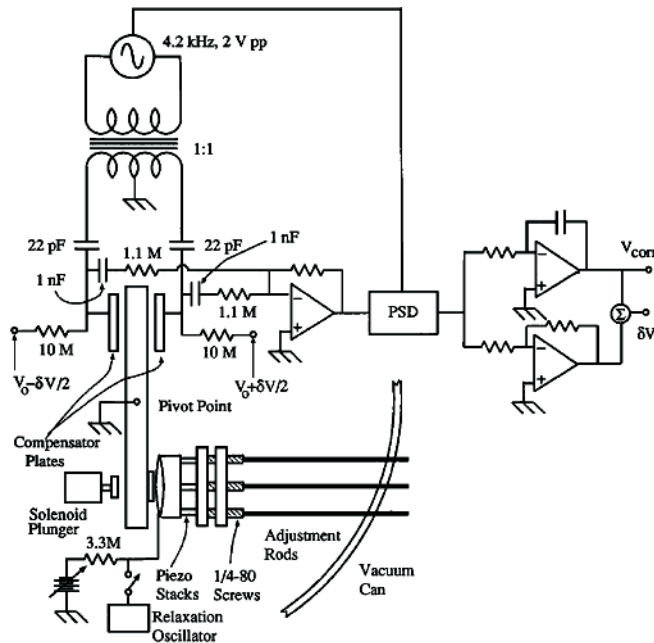 4.2 kHz, 2 V pp
1:1
22 pF
1.1 M
22 pF
1 nF
1 nF
1.1 M
10 M
10 M
V₀–δV/2
V₀+δV/2
PSD
V_corr
Σ
δV
Compensator
Plates
Pivot Point
Solenoid
Plunger
3.3M
Piezo
Stacks
1/4-80
Screws
Adjustment
Rods
Vacuum
Can
Relaxation
Oscillator